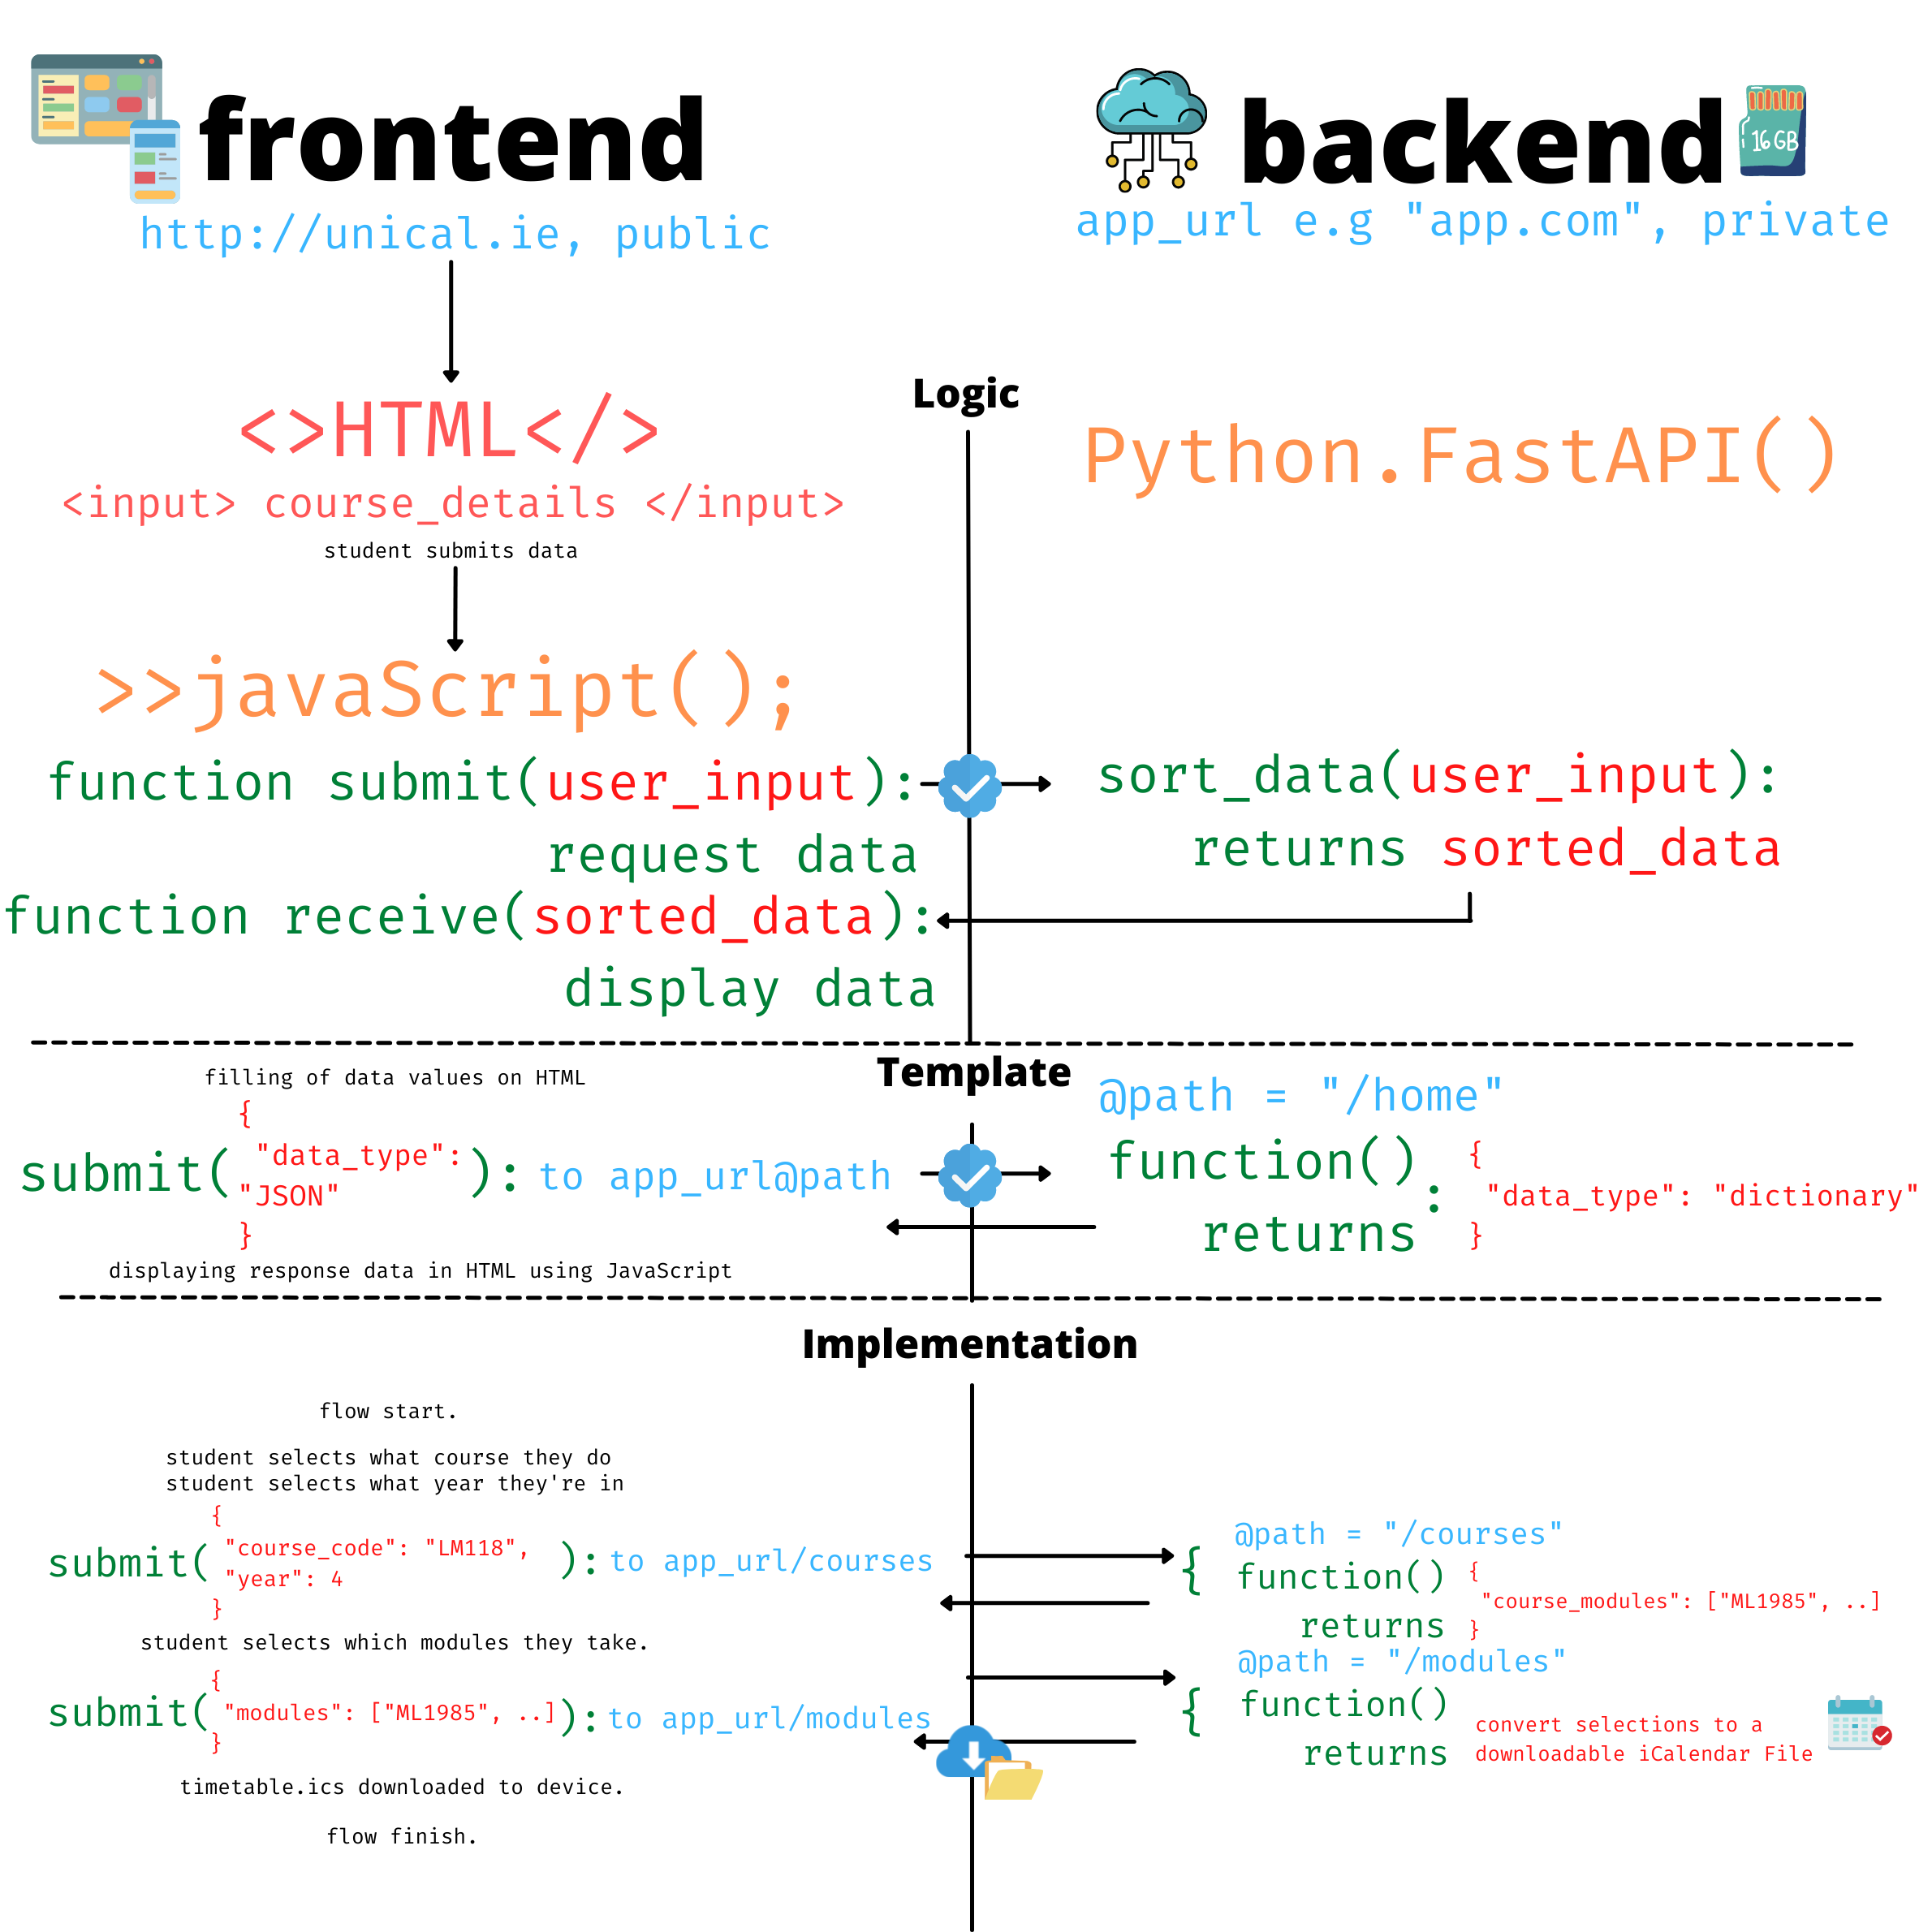 frontend
http://unical.ie, public
backend
16 GB
app_url e.g "app.com", private
Logic
<>HTML</>
<input> course_details </input>
student submits data
Python.FastAPI()
>>javaScript();
function submit(user_input):
request data
function receive(sorted_data):
display data
sort_data(user_input):
returns sorted_data
Template
filling of data values on HTML
submit(
{
"data_type":
"JSON"
}
): to app_url@path
displaying response data in HTML using JavaScript
@path = "/home"
function()
returns
:
{
"data_type": "dictionary"
}
Implementation
flow start.
student selects what course they do
student selects what year they're in
submit(
{
"course_code": "LM118",
"year": 4
}
): to app_url/courses
{
@path = "/courses"
function()
returns
{
"course_modules": ["ML1985", ..]
}
student selects which modules they take.
submit(
{
"modules": ["ML1985", ..]
}
): to app_url/modules
{
@path = "/modules"
function()
returns
convert selections to a
downloadable iCalendar File
timetable.ics downloaded to device.
flow finish.